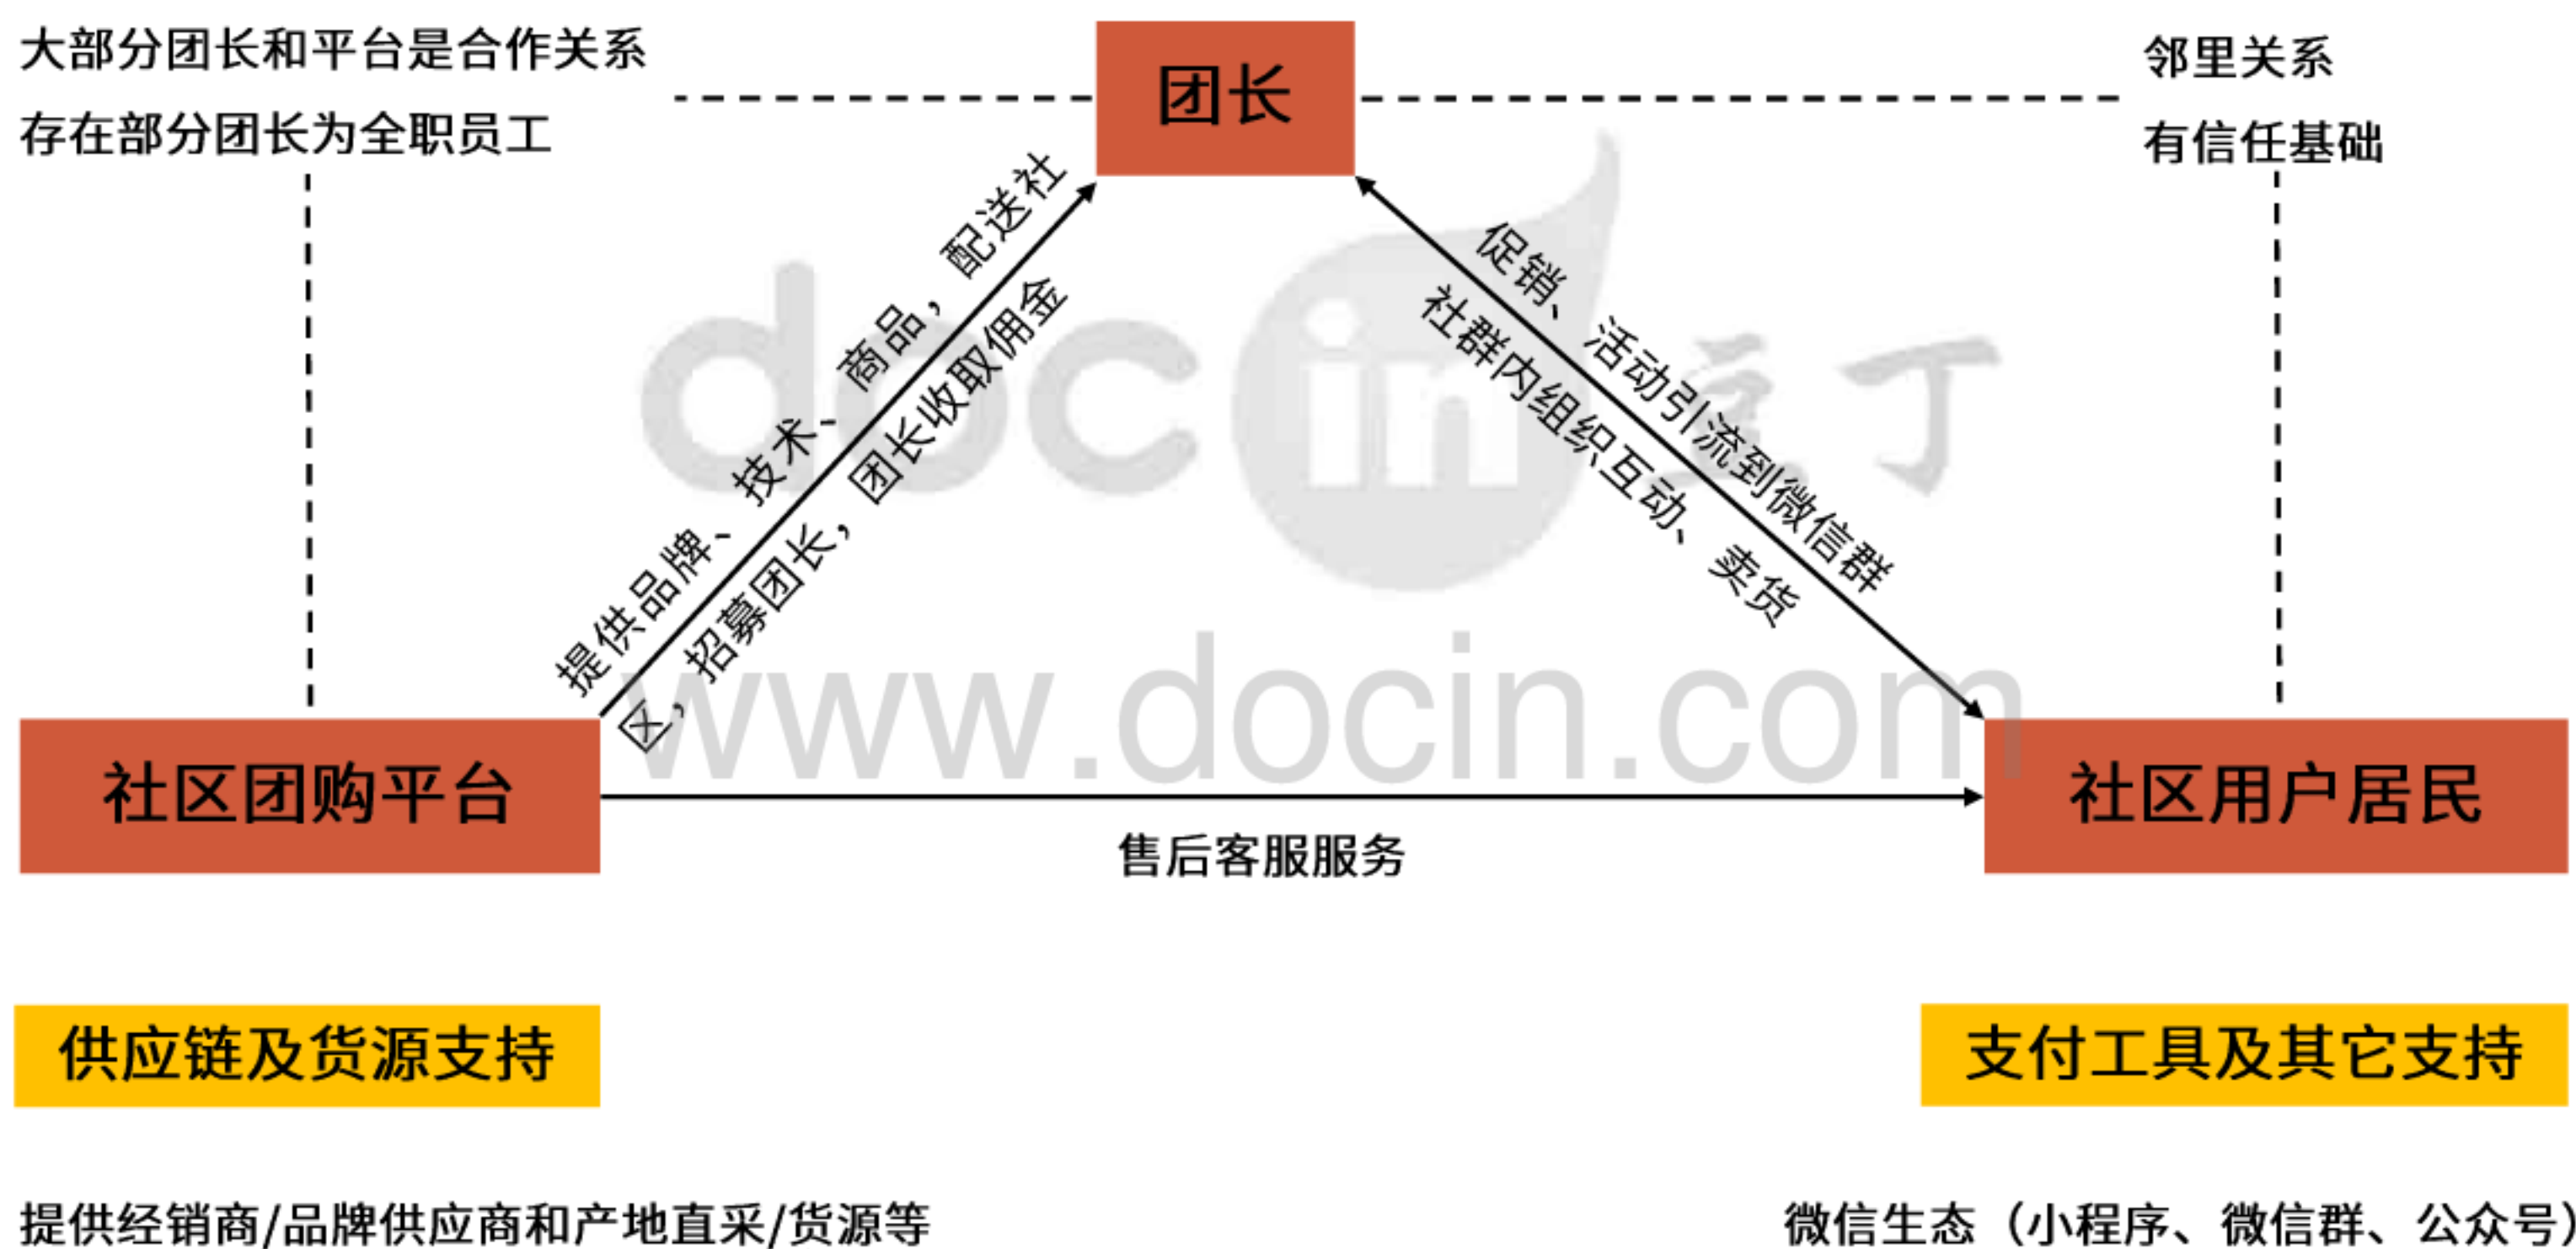 大部分团长和平台是合作关系
存在部分团长为全职员工
团长
邻里关系
有信任基础
提供品牌、技术、商品，配送社
区，招募团长，团长收取佣金
促销、活动引流到微信群
社群内组织互动、卖货
docin 豆丁
www.docin.com
社区团购平台
社区用户居民
售后客服服务
供应链及货源支持
支付工具及其它支持
提供经销商/品牌供应商和产地直采/货源等
微信生态（小程序、微信群、公众号）